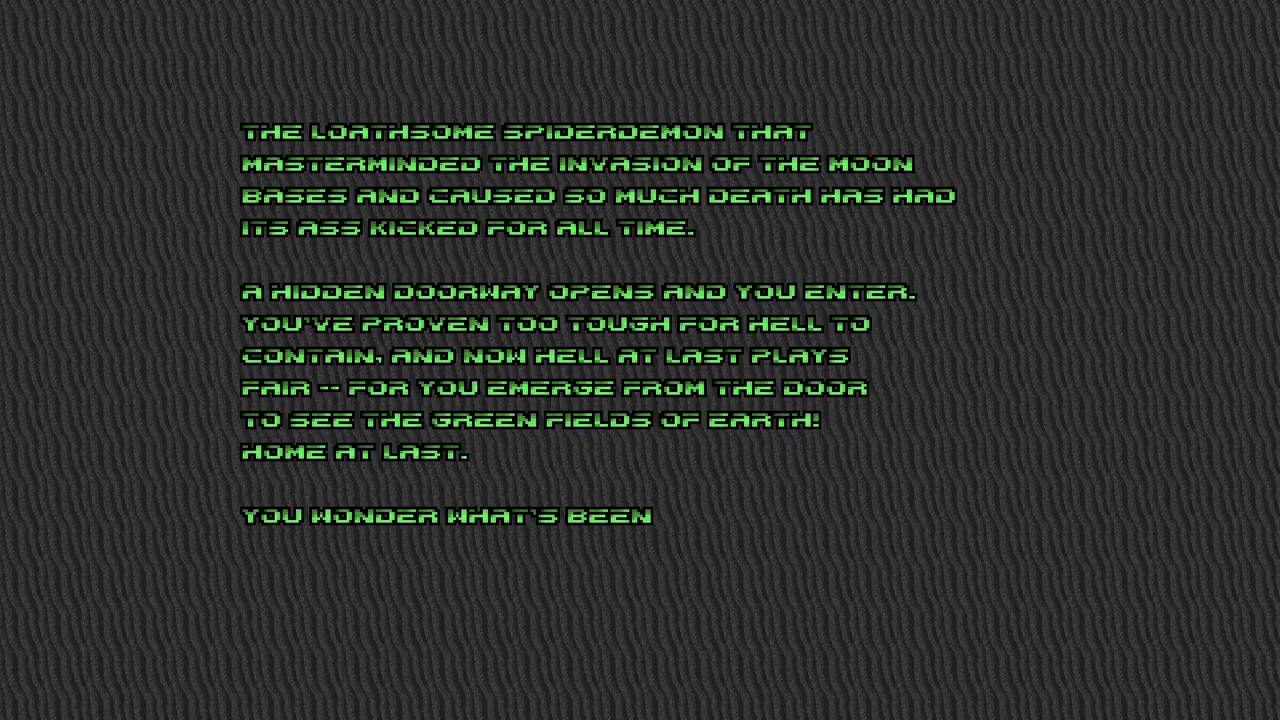 THE LOATHSOME SPIDERDEMON THAT
MASTERMINDED THE INVASION OF THE MOON
BASES AND CAUSED SO MUCH DEATH HAS HAD
ITS ASS KICKED FOR ALL TIME.
A HIDDEN DOORWAY OPENS AND YOU ENTER.
YOU'VE PROVEN TOO TOUGH FOR HELL TO
CONTAIN, AND NOW HELL AT LAST PLAYS
FAIR -- FOR YOU EMERGE FROM THE DOOR
TO SEE THE GREEN FIELDS OF EARTH!
HOME AT LAST.
YOU WONDER WHAT'S BEEN